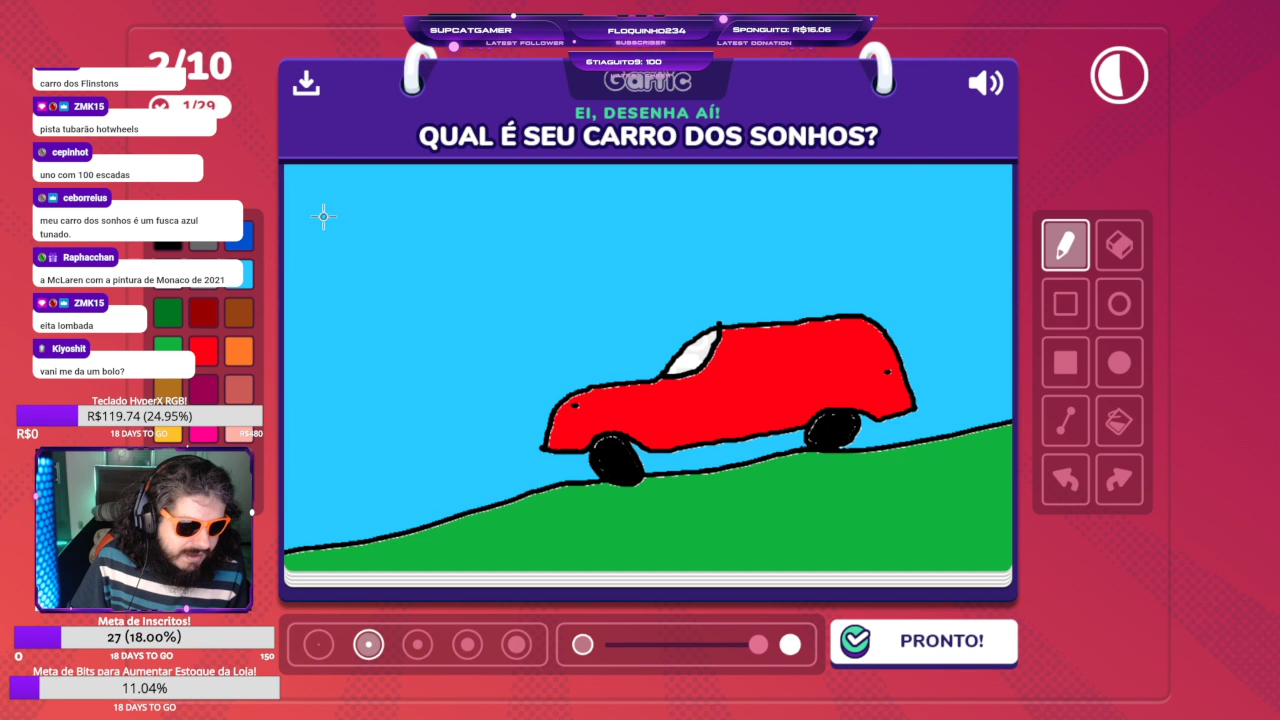 SUPCATGAMER
LATEST FOLLOWER
FLOQUINHO234
SUBSCRIBER
SPONGUITO: R$16.06
LATEST DONATION
6TIAGUITO9: 100
Gartic
2/10
1/29
EI, DESENHA AÍ!
QUAL É SEU CARRO DOS SONHOS?
carro dos Flinstons
ZMK15
pista tubarão hotwheels
cepinhot
uno com 100 escadas
ceborreius
meu carro dos sonhos é um fusca azul
tunado.
Raphacchan
a McLaren com a pintura de Monaco de 2021
ZMK15
eita lombada
Kiyoshit
vani me da um bolo?
Teclado HyperX RGB!
R$119.74 (24.95%)
R$0
18 DAYS TO GO
R$480
Meta de Inscritos!
27 (18.00%)
0
18 DAYS TO GO
150
Meta de Bits para Aumentar Estoque da Loja!
11.04%
18 DAYS TO GO
PRONTO!